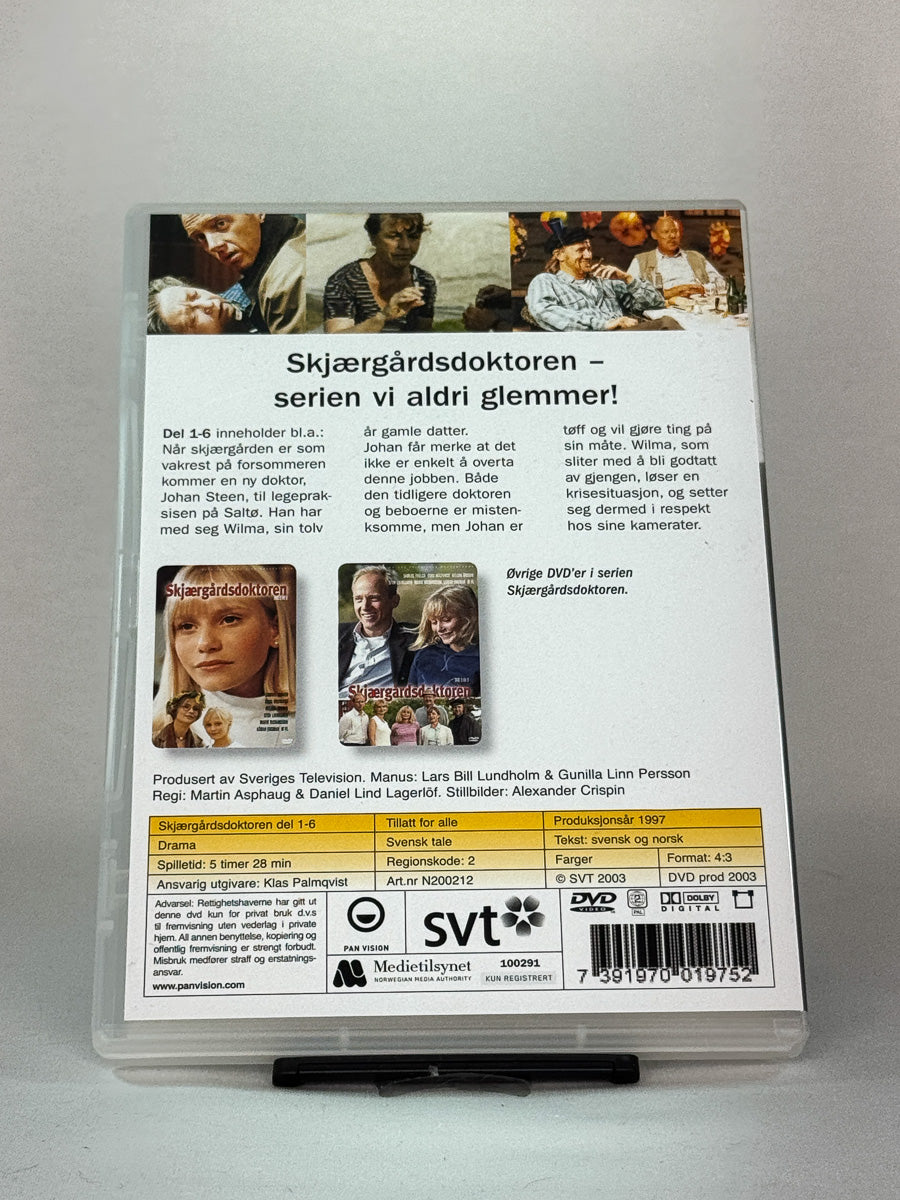 Skjærgårdsdoktoren –
serien vi aldri glemmer!
Del 1-6 inneholder bl.a.:
Når skjærgården er som
vakrest på forsommeren
kommer en ny doktor,
Johan Steen, til leseprak-
sisen på Saltø. Han har
med seg Wilma, sin tolv
år gamle datter.
Johan får merke at det
ikke er enkelt å overta
denne jobben. Både
den tidligere doktoren
og beboerne er misten-
ksomme, men Johan er
tøff og vil gjøre ting på
sin måte. Wilma, som
sliter med å bli godtatt
av gjengen, løser en
krisesituasjon, og setter
seg dermed i respekt
hos sine kamerater.
Skjærgårdsdoktoren
Skjærgårdsdoktoren
Øvrige DVD'er i serien
Skjærgårdsdoktoren.
Produsert av Sveriges Television. Manus: Lars Bill Lundholm & Gunilla Linn Persson
Regi: Martin Asphaug & Daniel Lind Lagerlöf. Stillbilder: Alexander Crispin
Skjærgårdsdoktoren del 1-6
Tillatt for alle
Produksjonsår 1997
Drama
Svensk tale
Tekst: svensk og norsk
Spilletid: 5 timer 28 min
Regionskode: 2
Farger
Format: 4:3
Ansvarig utgivare: Klas Palmqvist
Art.nr N200212
© SVT 2003
DVD prod 2003
Advarsel: Rettighetshaverne har gitt ut
denne dvd kun for privat bruk d.v.s
til fremvisning uten vederlag i private
hjem. All annen benyttelse, kopiering og
offentlig fremvisning er strengt forbudt.
Misbruk medfører straff og erstatnings-
ansvar.
www.panvision.com
PAN VISION
svt
Medietilsynet
NORWEGIAN MEDIA AUTHORITY
100291
KUN REGISTRERT
DVD
VIDEO
2
PAL
DOLBY
DIGITAL
7 391970 019752